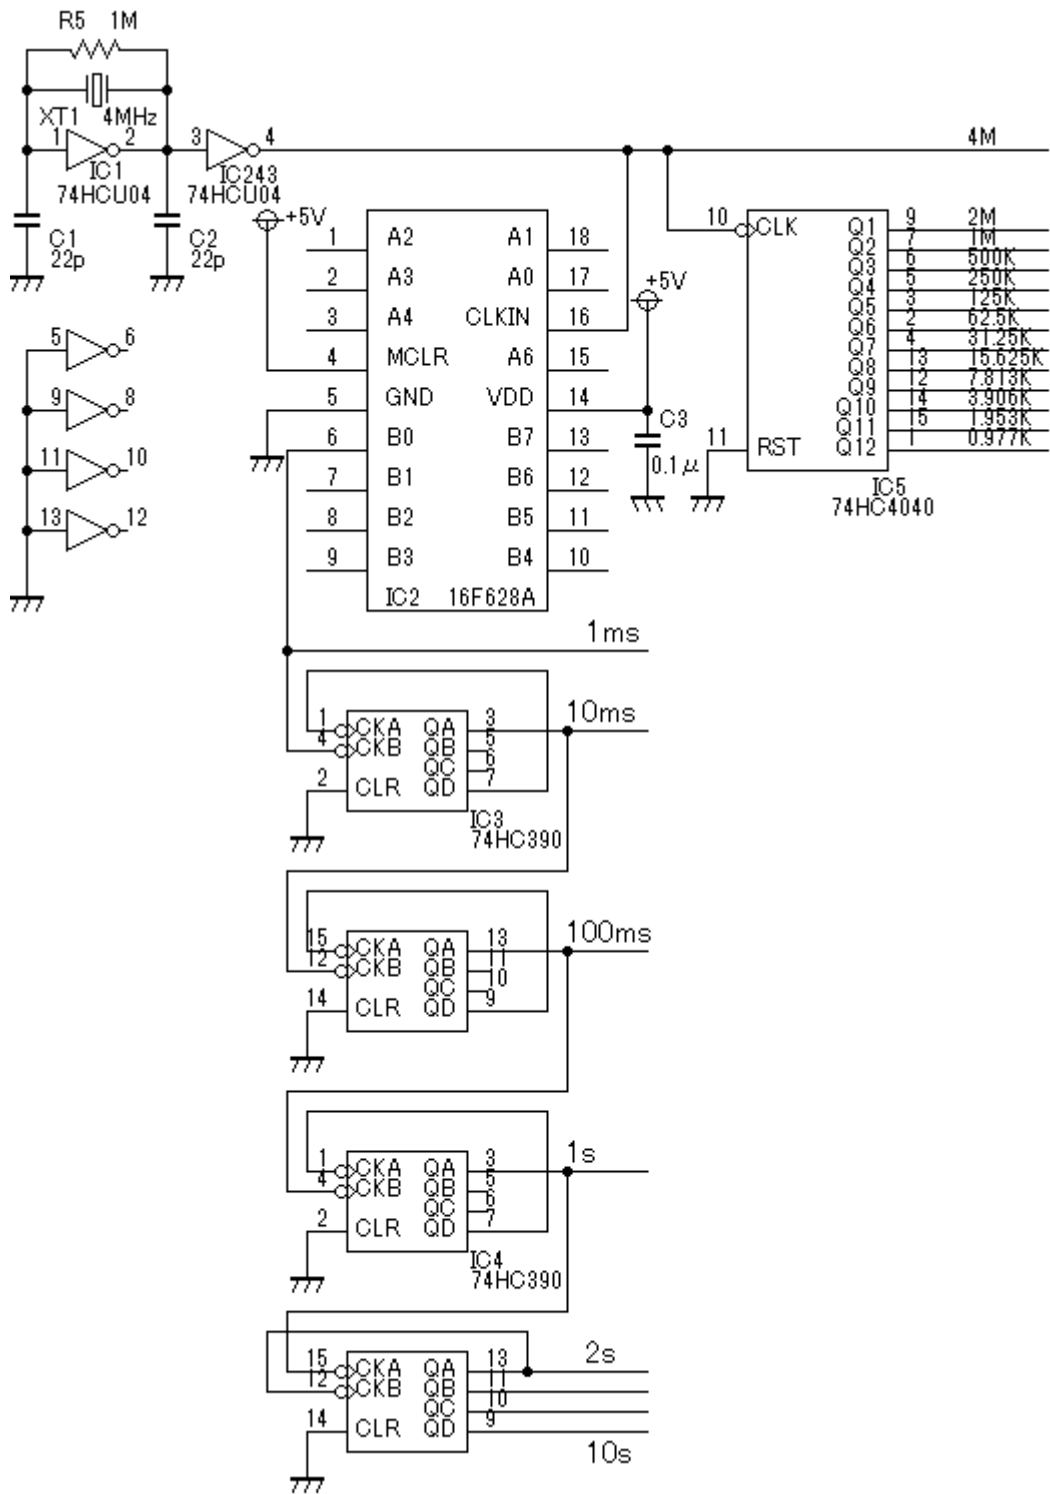 R5 1M
XT1 4MHz
1 2 3 4 4M
IC1 IC243
74HCU04 74HCU04
C1 22p
C2 22p
+5V
5 6
9 8
11 10
13 12
1 A2 A1 18
2 A3 A0 17
3 A4 CLKIN 16
4 MCLR A6 15
5 GND VDD 14
6 B0 B7 13
7 B1 B6 12
8 B2 B5 11
9 B3 B4 10
IC2 16F628A
+5V
C3
0.1μ
10 CLK Q1 9 2M
Q2 7 1M
Q3 6 500K
Q4 5 250K
Q5 3 125K
Q6 2 62.5K
Q7 4 31.25K
Q8 13 15.625K
Q9 12 7.813K
Q10 14 3.906K
Q11 15 1.953K
11 RST Q12 1 0.977K
IC5
74HC4040
1ms
1 CKA QA 3 10ms
4 CKB QB 5
QC 6
2 CLR QD 7
IC3
74HC390
15 CKA QA 13 100ms
12 CKB QB 11
QC 10
14 CLR QD 9
1 CKA QA 3 1s
4 CKB QB 5
QC 6
2 CLR QD 7
IC4
74HC390
15 CKA QA 13 2s
12 CKB QB 11
QC 10
14 CLR QD 9
10s